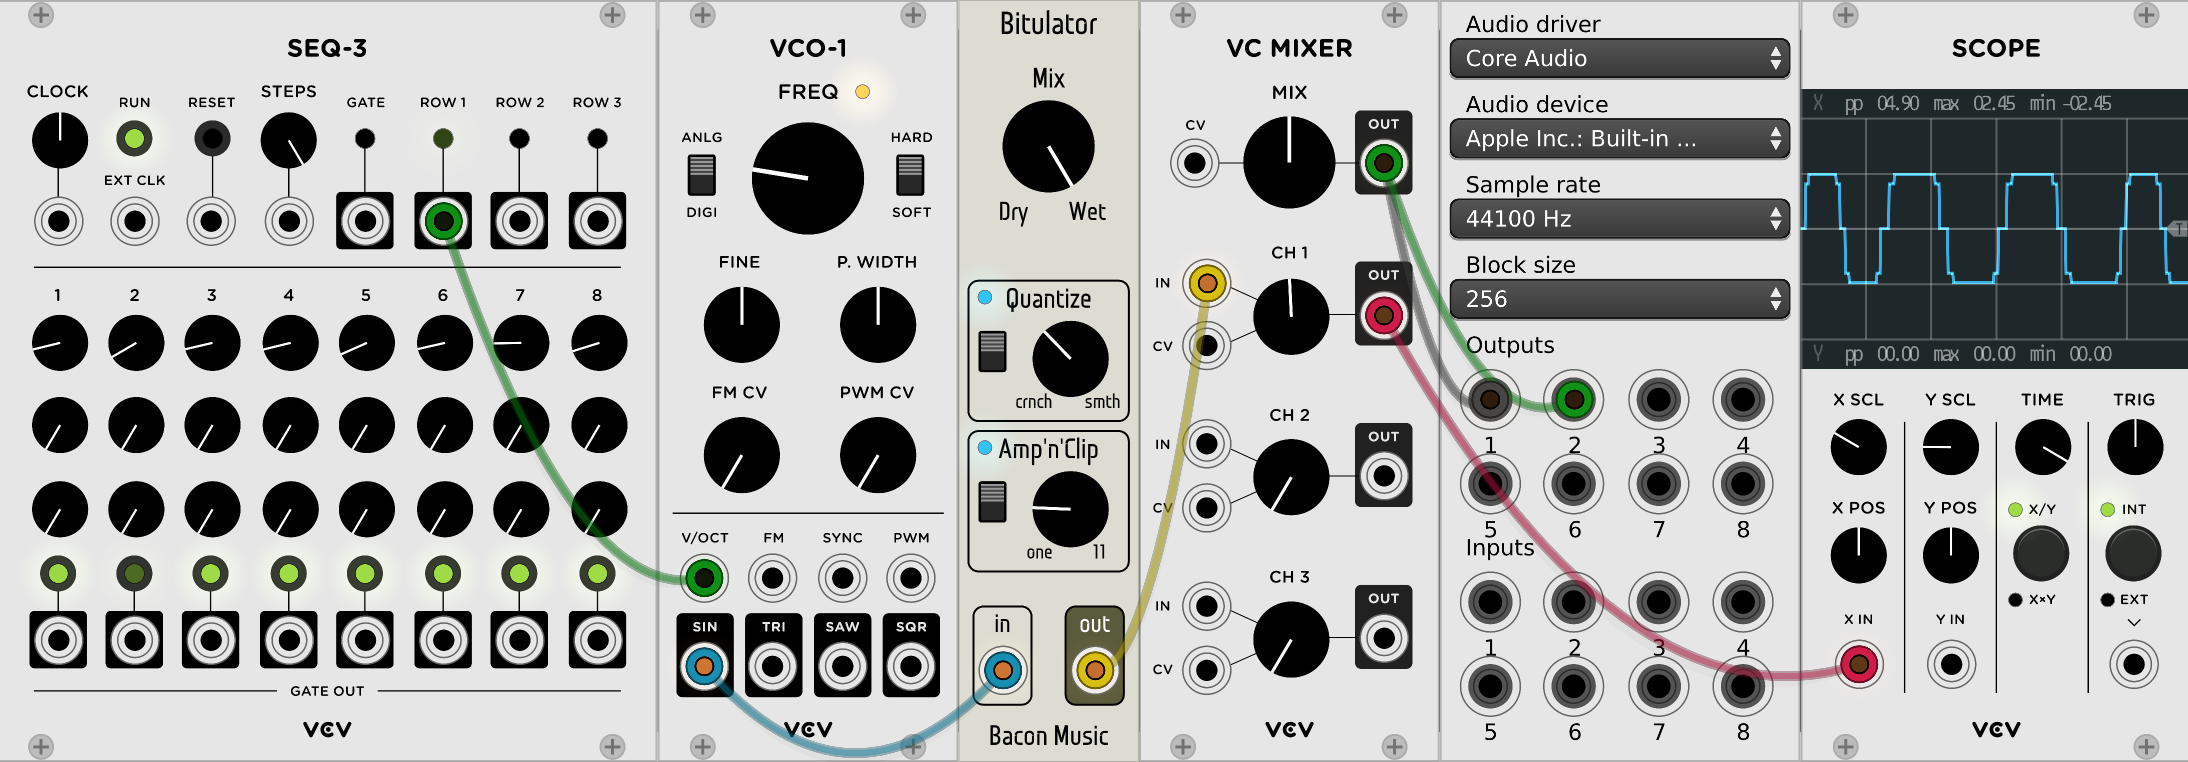 SEQ-3
CLOCK
RUN
RESET
STEPS
GATE
ROW 1
ROW 2
ROW 3
EXT CLK
1 2 3 4 5 6 7 8
GATE OUT
VCV
VCO-1
FREQ
ANLG
DIGI
HARD
SOFT
FINE
P. WIDTH
FM CV
PWM CV
V/OCT
FM
SYNC
PWM
SIN
TRI
SAW
SQR
VCV
Bitulator
Mix
Dry
Wet
Quantize
crnch
smth
Amp'n'Clip
one
11
in
out
Bacon Music
VC MIXER
MIX
CV
OUT
CH 1
IN
OUT
CV
CH 2
IN
OUT
CV
CH 3
IN
OUT
CV
VCV
Audio driver
Core Audio
Audio device
Apple Inc.: Built-in ...
Sample rate
44100 Hz
Block size
256
Outputs
1 2 3 4
5 6 7 8
Inputs
1 2 3 4
5 6 7 8
SCOPE
X pp 04.90 max 02.45 min -02.45
T
Y pp 00.00 max 00.00 min 00.00
X SCL
Y SCL
TIME
TRIG
X POS
Y POS
X/Y
INT
X×Y
EXT
X IN
Y IN
VCV